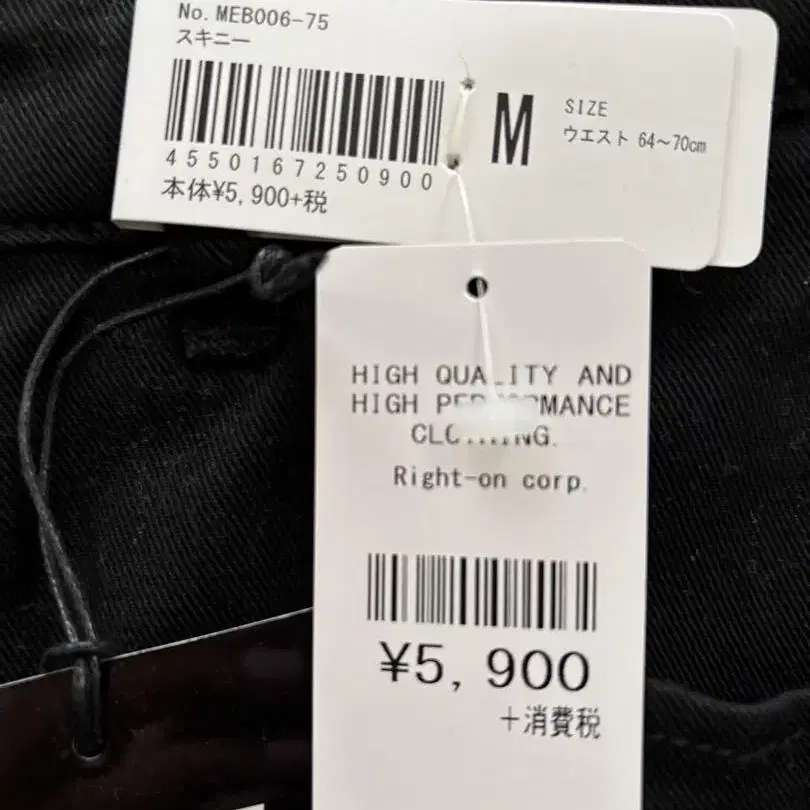 No. MEB006-75
スキニー
4550167250900
本体¥5,900+税
M
SIZE
ウエスト 64～70cm
HIGH AND
HIGH
Right-on corp.
¥5,900
+消費税